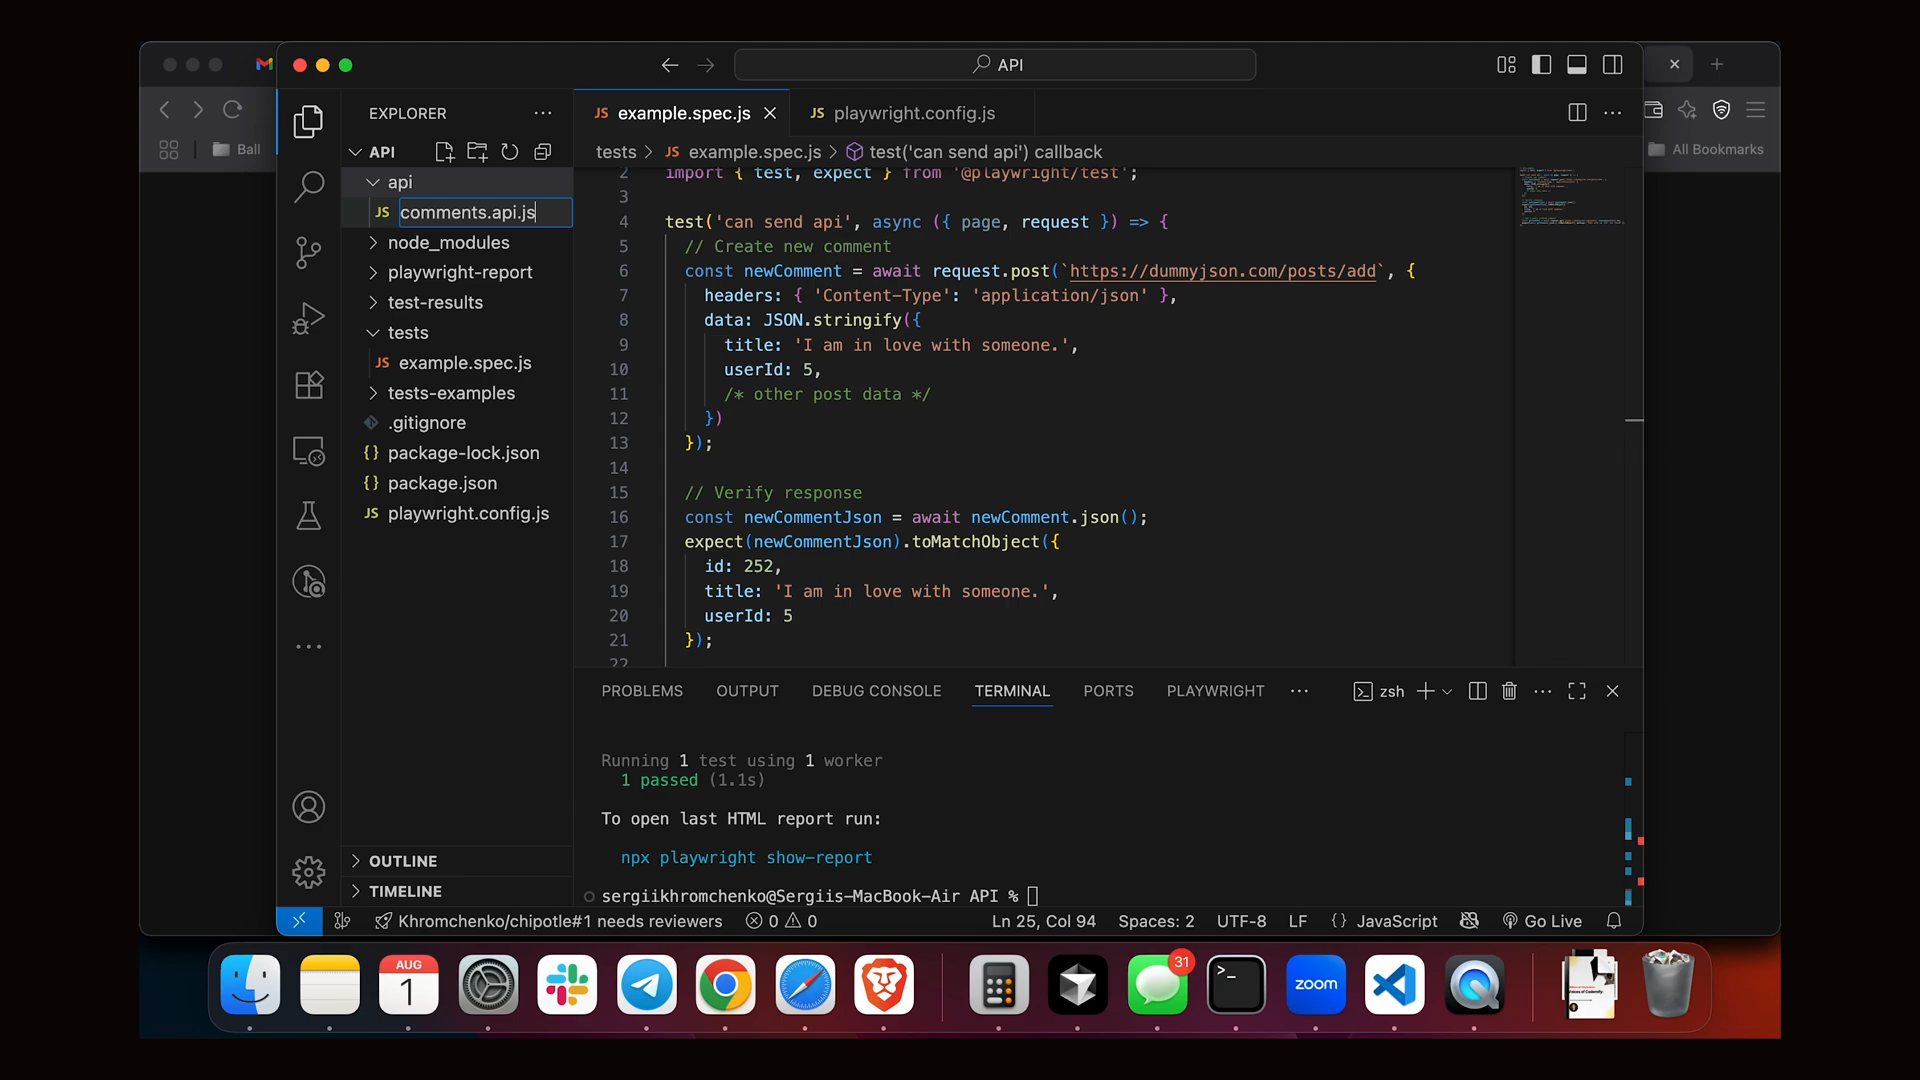 API
EXPLORER
example.spec.js
playwright.config.js
Ball
All Bookmarks
API
tests
example.spec.js
test('can send api') callback
api
comments.api.js
node_modules
playwright-report
test-results
tests
example.spec.js
tests-examples
.gitignore
package-lock.json
package.json
playwright.config.js
OUTLINE
TIMELINE
2 import { test, expect } from '@playwright/test';
3
4 test('can send api', async ({ page, request }) => {
5 // Create new comment
6 const newComment = await request.post(`https://dummyjson.com/posts/add`, {
7 headers: { 'Content-Type': 'application/json' },
8 data: JSON.stringify({
9 title: 'I am in love with someone.',
10 userId: 5,
11 /* other post data */
12 })
13 });
14
15 // Verify response
16 const newCommentJson = await newComment.json();
17 expect(newCommentJson).toMatchObject({
18 id: 252,
19 title: 'I am in love with someone.',
20 userId: 5
21 });
22
PROBLEMS OUTPUT DEBUG CONSOLE TERMINAL PORTS PLAYWRIGHT
zsh
Running 1 test using 1 worker
1 passed (1.1s)
To open last HTML report run:
npx playwright show-report
sergiikhromchenko@Sergiis-MacBook-Air API %
Khromchenko/chipotle#1 needs reviewers 0 0 Ln 25, Col 94 Spaces: 2 UTF-8 LF {} JavaScript Go Live
AUG
1
31
zoom